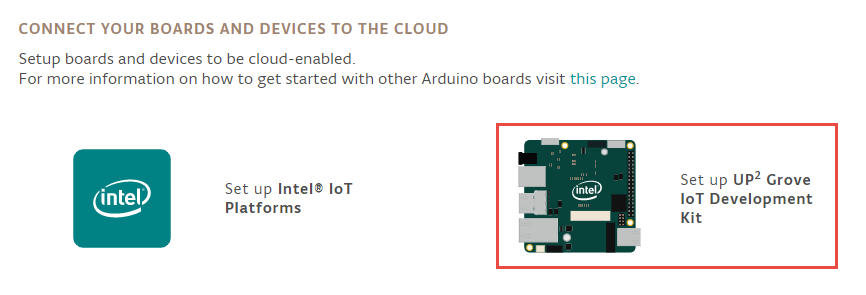 CONNECT YOUR BOARDS AND DEVICES TO THE CLOUD
Setup boards and devices to be cloud-enabled.
For more information on how to get started with other Arduino boards visit this page.
intel®
Set up Intel® IoT
Platforms
intel
Set up UP² Grove
IoT Development
Kit